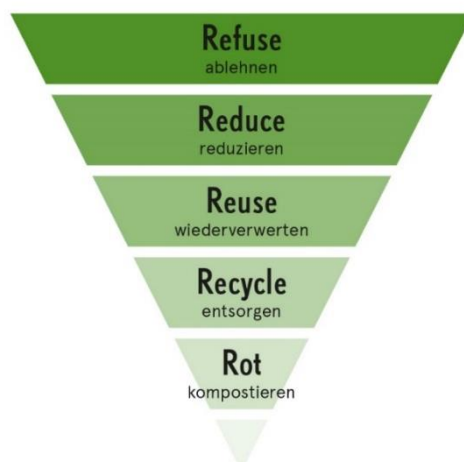 Refuse
ablehnen
Reduce
reduzieren
Reuse
wiederverwerten
Recycle
entsorgen
Rot
kompostieren